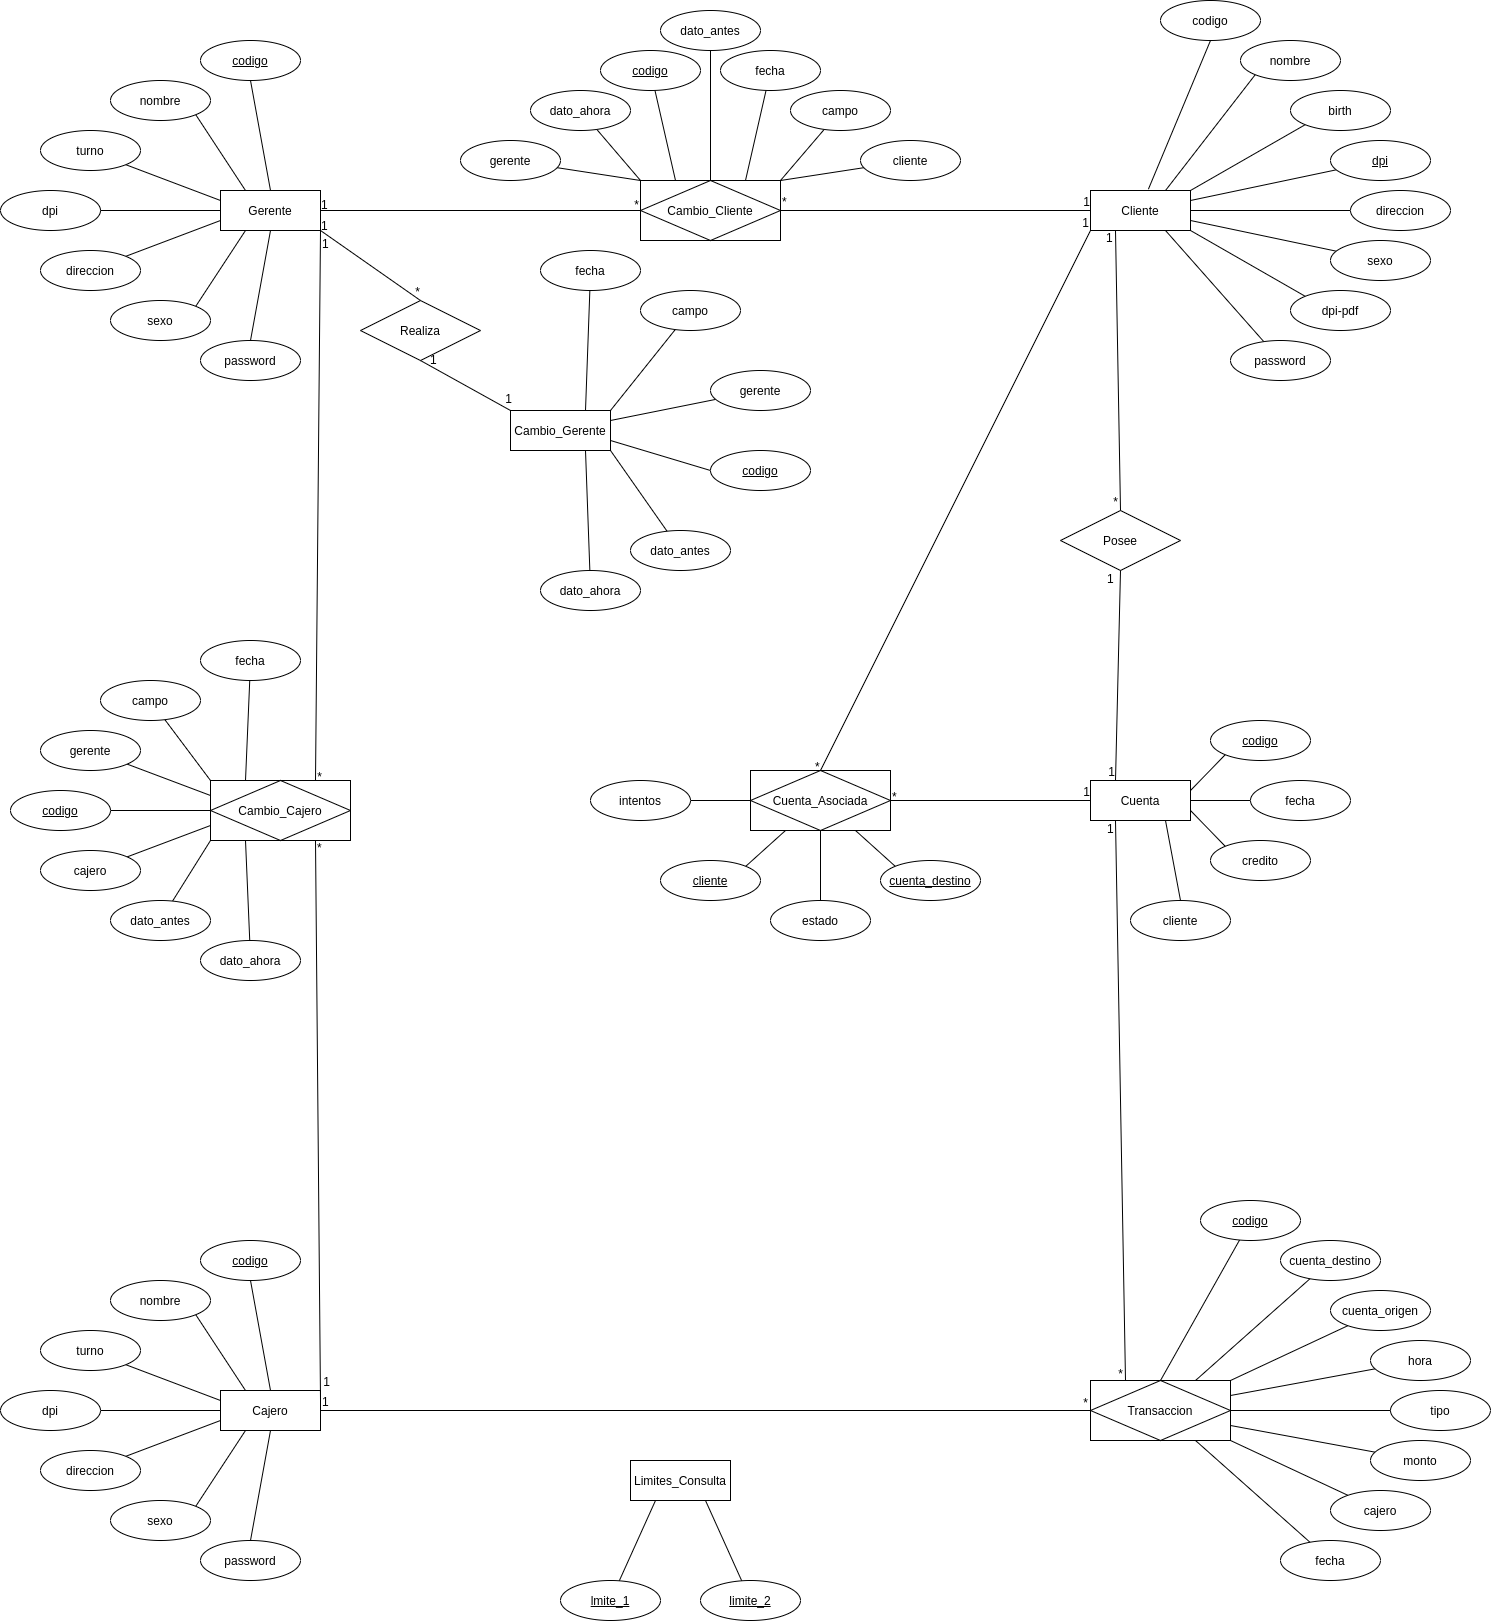 codigo
nombre
turno
dpi
direccion
sexo
password
Gerente
1
1
1
dato_antes
codigo
fecha
dato_ahora
campo
gerente
cliente
*
Cambio_Cliente
*
codigo
nombre
birth
dpi
direccion
sexo
dpi-pdf
password
1
Cliente
1
1
*
Realiza
1
1
fecha
campo
gerente
Cambio_Gerente
codigo
dato_antes
dato_ahora
*
Posee
1
fecha
campo
gerente
codigo
cajero
dato_antes
dato_ahora
*
Cambio_Cajero
*
*
intentos
Cuenta_Asociada
*
cliente
cuenta_destino
estado
1
1
Cuenta
1
codigo
fecha
credito
cliente
codigo
nombre
turno
dpi
direccion
sexo
password
1
Cajero
1
codigo
cuenta_destino
cuenta_origen
hora
tipo
monto
cajero
fecha
*
*
Transaccion
Limites_Consulta
lmite_1
limite_2